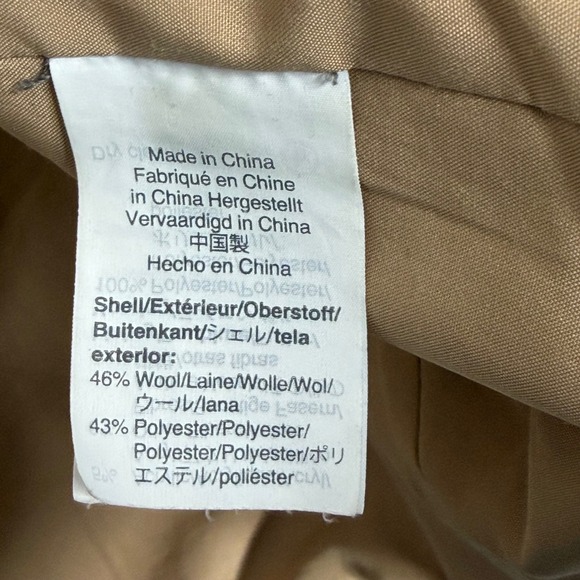 Made in China
Fabriqué en Chine
in China Hergestellt
Vervaardigd in China
中国製
Hecho en China
Shell/Extérieur/Oberstoff/
Buitenkant/シェル/tela
exterior:
46% Wool/Laine/Wolle/Wol/
ウール/lana
43% Polyester/Polyester/
Polyester/Polyester/ポリ
エステル/poliéster